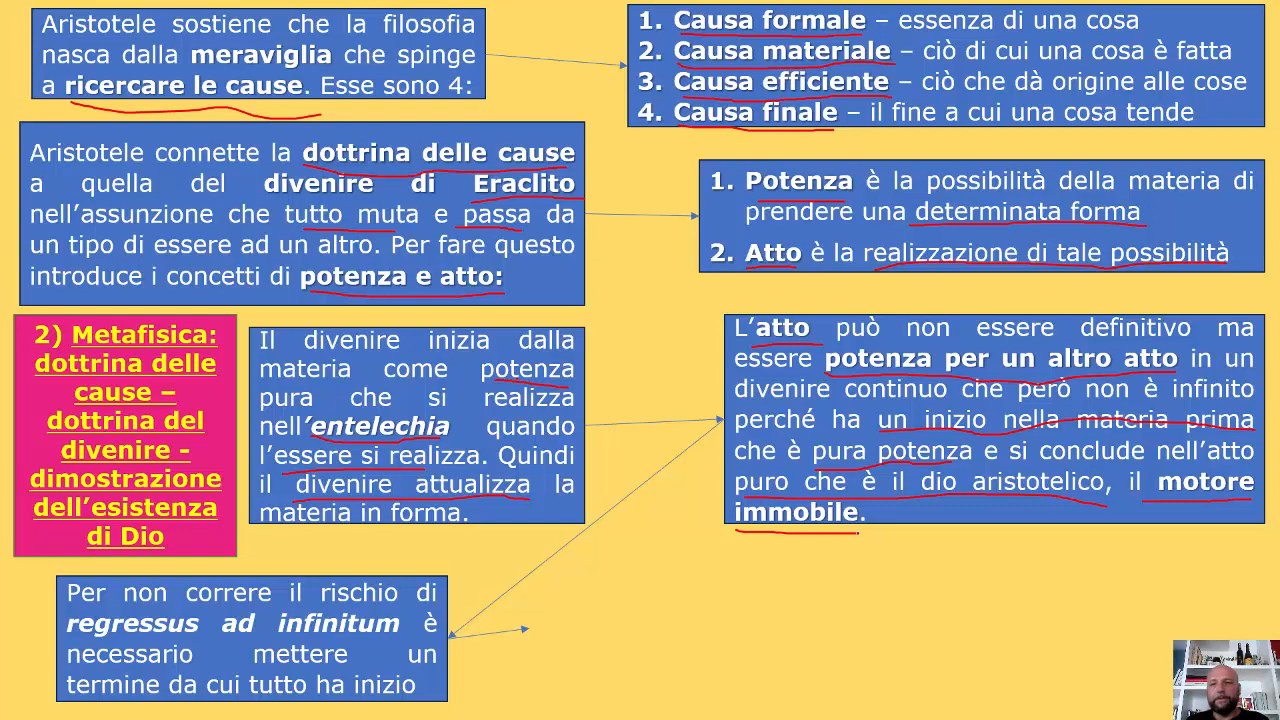 Aristotele sostiene che la filosofia
nasca dalla meraviglia che spinge
a ricercare le cause. Esse sono 4:
1. Causa formale – essenza di una cosa
2. Causa materiale – ciò di cui una cosa è fatta
3. Causa efficiente – ciò che dà origine alle cose
4. Causa finale – il fine a cui una cosa tende
Aristotele connette la dottrina delle cause
a quella del divenire di Eraclito
nell’assunzione che tutto muta e passa da
un tipo di essere ad un altro. Per fare questo
introduce i concetti di potenza e atto:
1. Potenza è la possibilità della materia di
prendere una determinata forma
2. Atto è la realizzazione di tale possibilità
2) Metafisica:
dottrina delle
cause –
dottrina del
divenire -
dimostrazione
dell’esistenza
di Dio
Il divenire inizia dalla
materia come potenza
pura che si realizza
nell’entelechia quando
l’essere si realizza. Quindi
il divenire attualizza la
materia in forma.
L’atto può non essere definitivo ma
essere potenza per un altro atto in un
divenire continuo che però non è infinito
perché ha un inizio nella materia prima
che è pura potenza e si conclude nell’atto
puro che è il dio aristotelico, il motore
immobile.
Per non correre il rischio di
regressus ad infinitum è
necessario mettere un
termine da cui tutto ha inizio